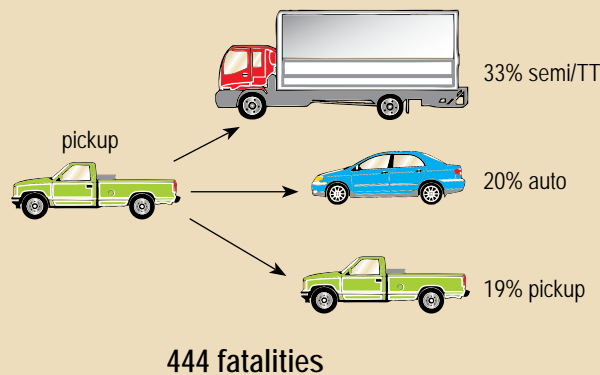 33% semi/TT
pickup
20% auto
19% pickup
444 fatalities